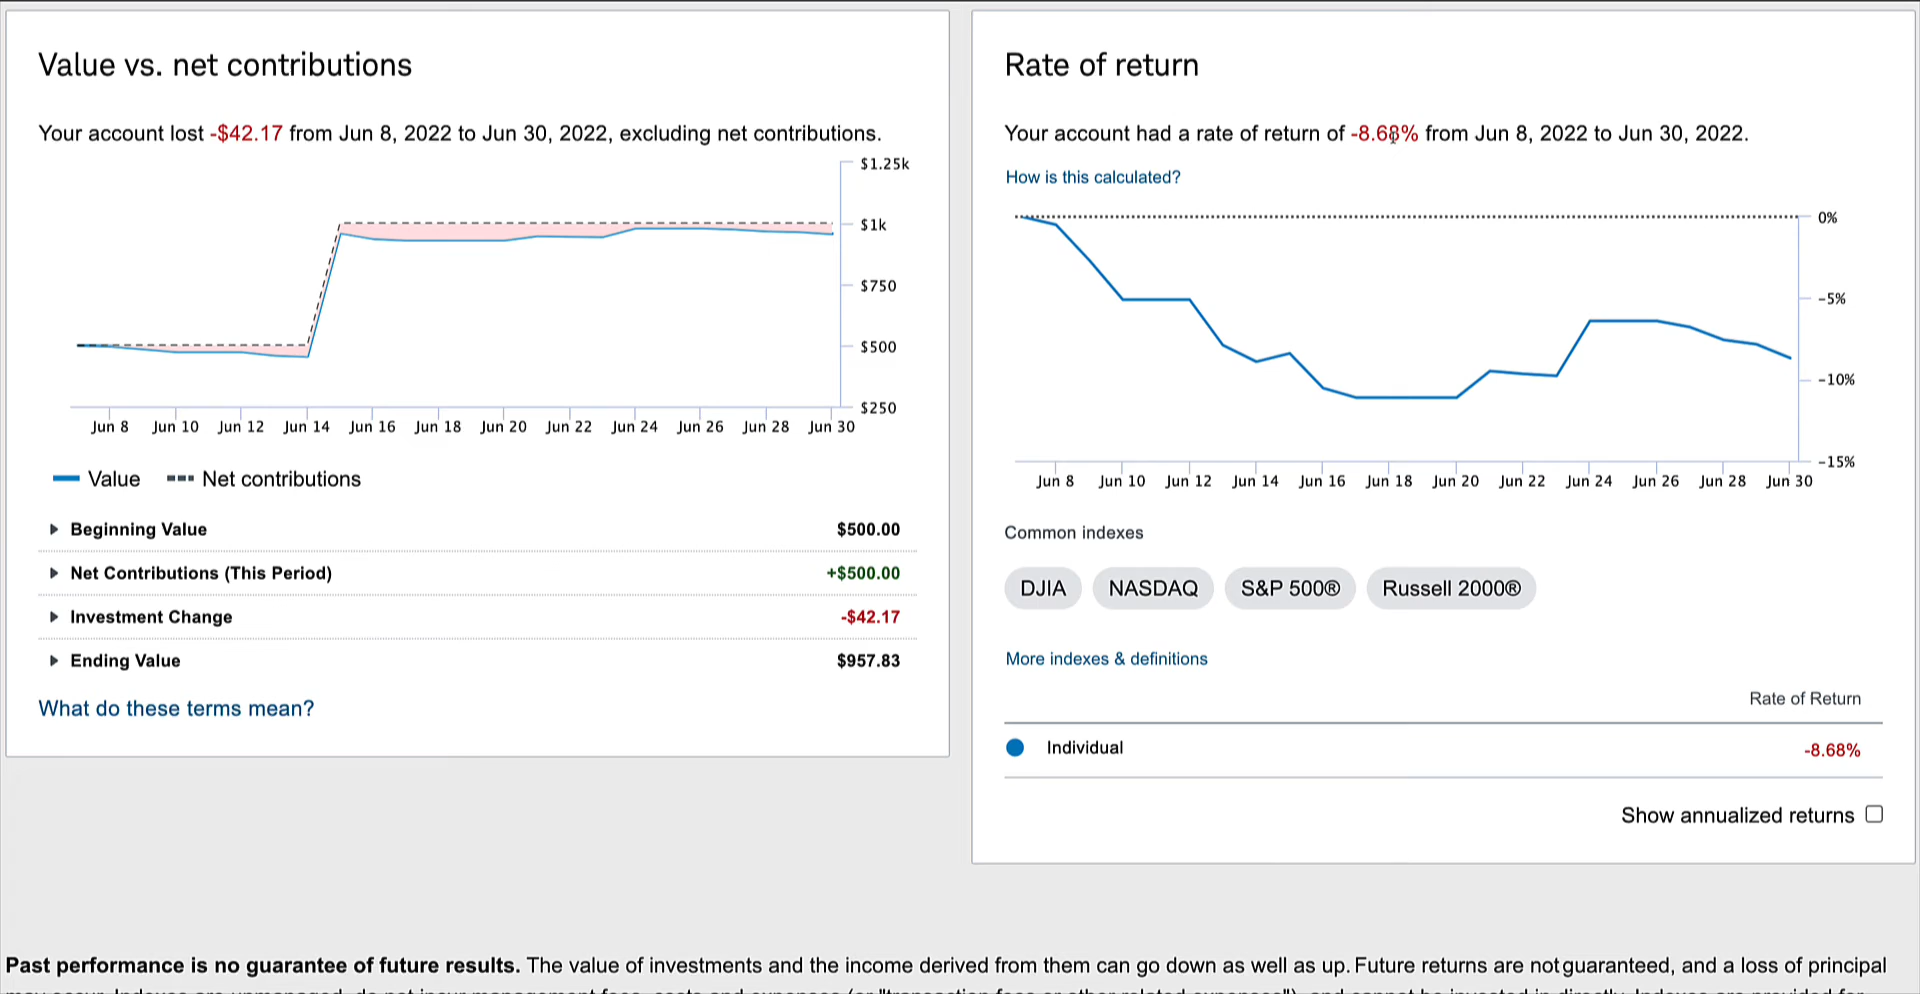 Value vs. net contributions
Your account lost -$42.17 from Jun 8, 2022 to Jun 30, 2022, excluding net contributions.
$1.25k
$1k
$750
$500
$250
Jun 8 Jun 10 Jun 12 Jun 14 Jun 16 Jun 18 Jun 20 Jun 22 Jun 24 Jun 26 Jun 28 Jun 30
Value Net contributions
Beginning Value $500.00
Net Contributions (This Period) +$500.00
Investment Change -$42.17
Ending Value $957.83
What do these terms mean?
Rate of return
Your account had a rate of return of -8.68% from Jun 8, 2022 to Jun 30, 2022.
How is this calculated?
0%
-5%
-10%
-15%
Jun 8 Jun 10 Jun 12 Jun 14 Jun 16 Jun 18 Jun 20 Jun 22 Jun 24 Jun 26 Jun 28 Jun 30
Common indexes
DJIA NASDAQ S&P 500® Russell 2000®
More indexes & definitions
Rate of Return
Individual -8.68%
Show annualized returns
Past performance is no guarantee of future results. The value of investments and the income derived from them can go down as well as up. Future returns are not guaranteed, and a loss of principal